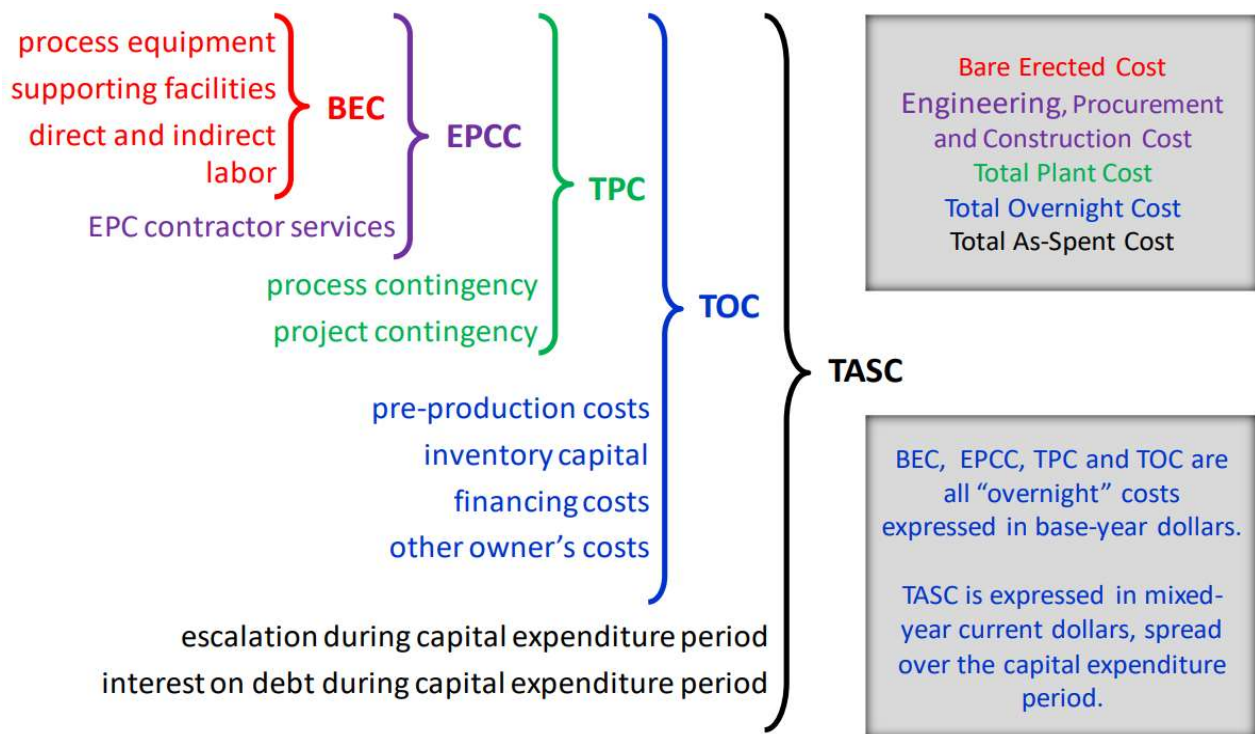 process equipment
supporting facilities
direct and indirect
labor
BEC
EPC contractor services
EPCC
process contingency
project contingency
TPC
pre-production costs
inventory capital
financing costs
other owner’s costs
TOC
escalation during capital expenditure period
interest on debt during capital expenditure period
TASC
Bare Erected Cost
Engineering, Procurement
and Construction Cost
Total Plant Cost
Total Overnight Cost
Total As-Spent Cost
BEC, EPCC, TPC and TOC are
all “overnight” costs
expressed in base-year dollars.
TASC is expressed in mixed-
year current dollars, spread
over the capital expenditure
period.